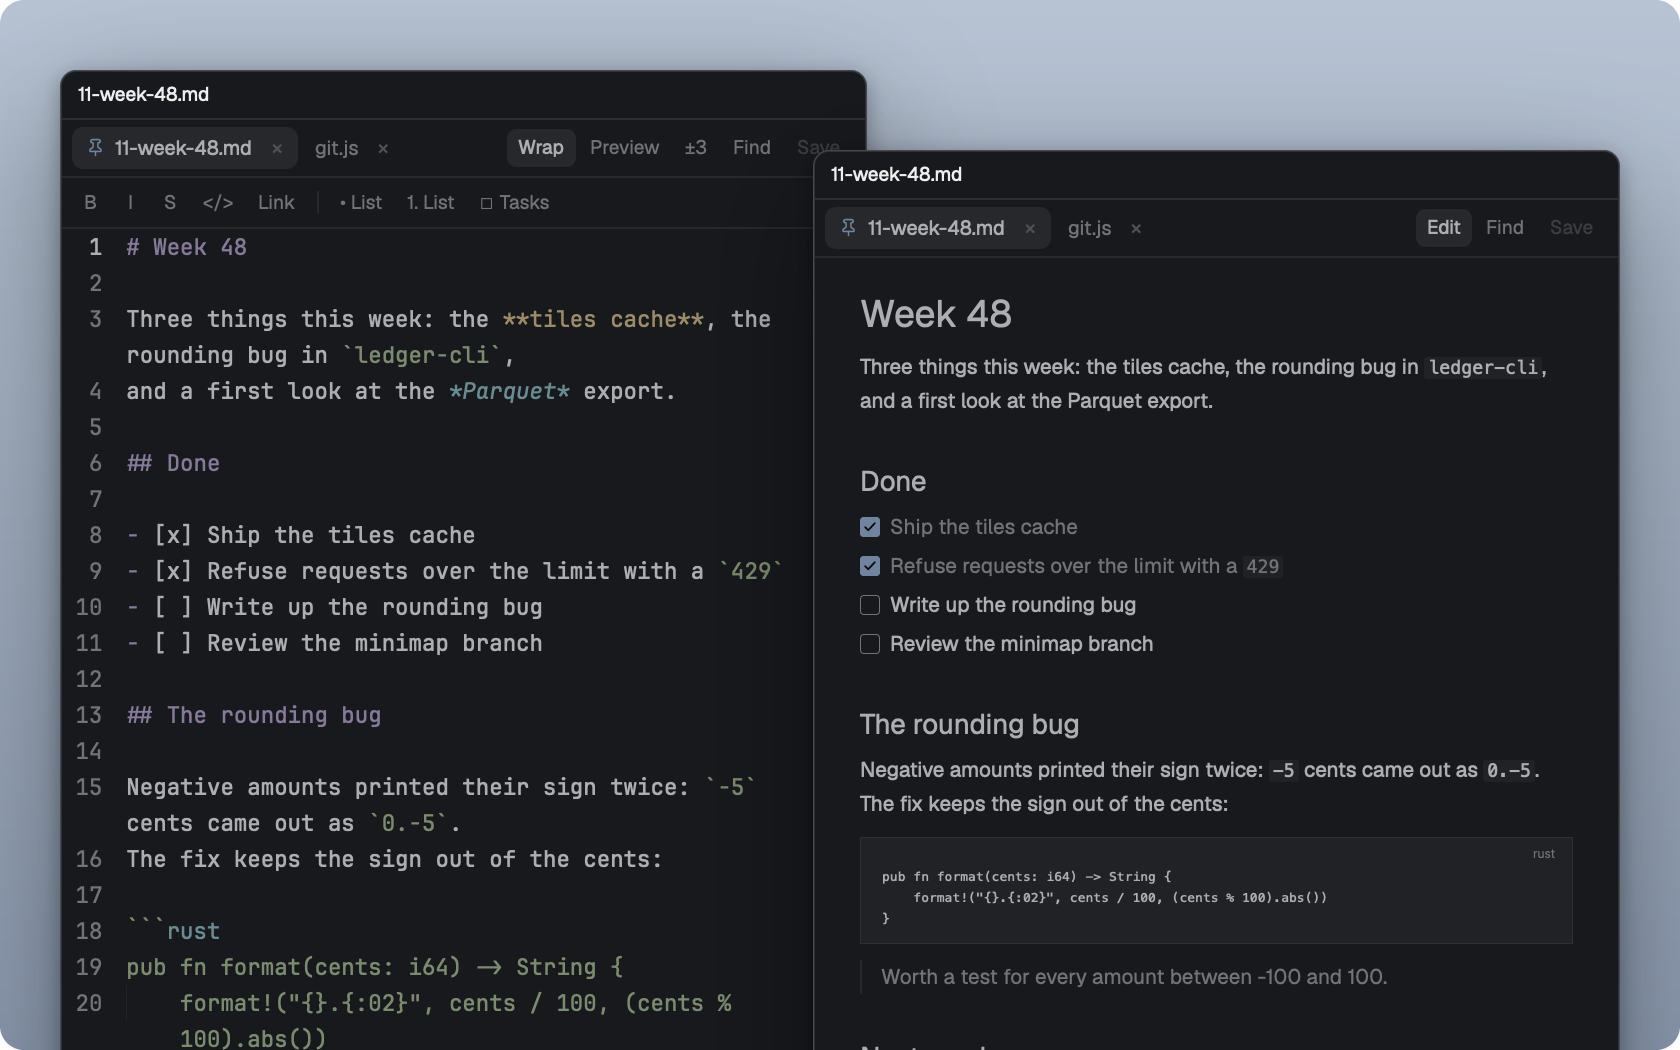 11-week-48.md
11-week-48.md × git.js × Wrap Preview ±3 Find Save
B I S </> Link • List 1. List □ Tasks
1 # Week 48
2
3 Three things this week: the **tiles cache**, the
rounding bug in `ledger-cli`,
4 and a first look at the *Parquet* export.
5
6 ## Done
7
8 - [x] Ship the tiles cache
9 - [x] Refuse requests over the limit with a `429`
10 - [ ] Write up the rounding bug
11 - [ ] Review the minimap branch
12
13 ## The rounding bug
14
15 Negative amounts printed their sign twice: `-5`
cents came out as `0.-5`.
16 The fix keeps the sign out of the cents:
17
18 ```rust
19 pub fn format(cents: i64) -> String {
20 format!("{}.{:02}", cents / 100, (cents %
100).abs())
11-week-48.md
11-week-48.md × git.js × Edit Find Save
Week 48
Three things this week: the tiles cache, the rounding bug in ledger-cli,
and a first look at the Parquet export.
Done
Ship the tiles cache
Refuse requests over the limit with a 429
Write up the rounding bug
Review the minimap branch
The rounding bug
Negative amounts printed their sign twice: -5 cents came out as 0.-5.
The fix keeps the sign out of the cents:
rust
pub fn format(cents: i64) -> String {
format!("{}.{:02}", cents / 100, (cents % 100).abs())
}
Worth a test for every amount between -100 and 100.